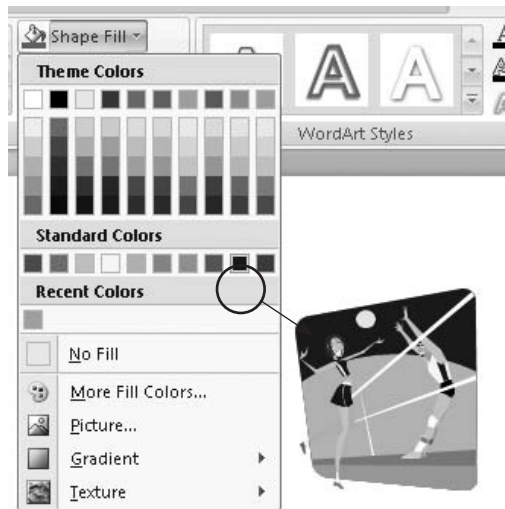 Shape Fill
Theme Colors
A A
WordArt Styles
Standard Colors
Recent Colors
No Fill
More Fill Colors...
Picture...
Gradient
Texture